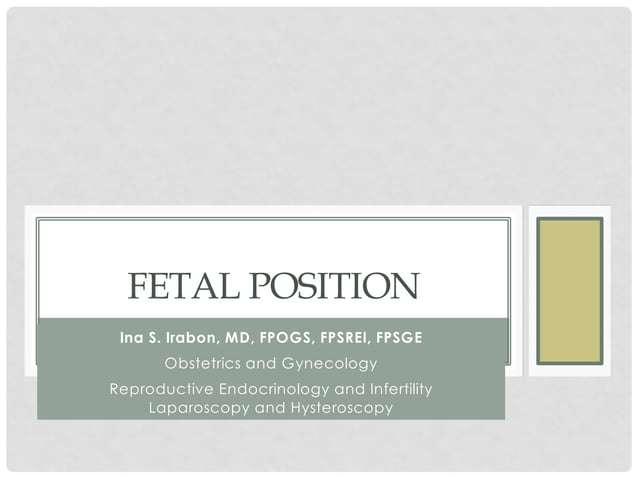 FETAL POSITION
Ina S. Irabon, MD, FPOGS, FPSREI, FPSGE
Obstetrics and Gynecology
Reproductive Endocrinology and Infertility
Laparoscopy and Hysteroscopy